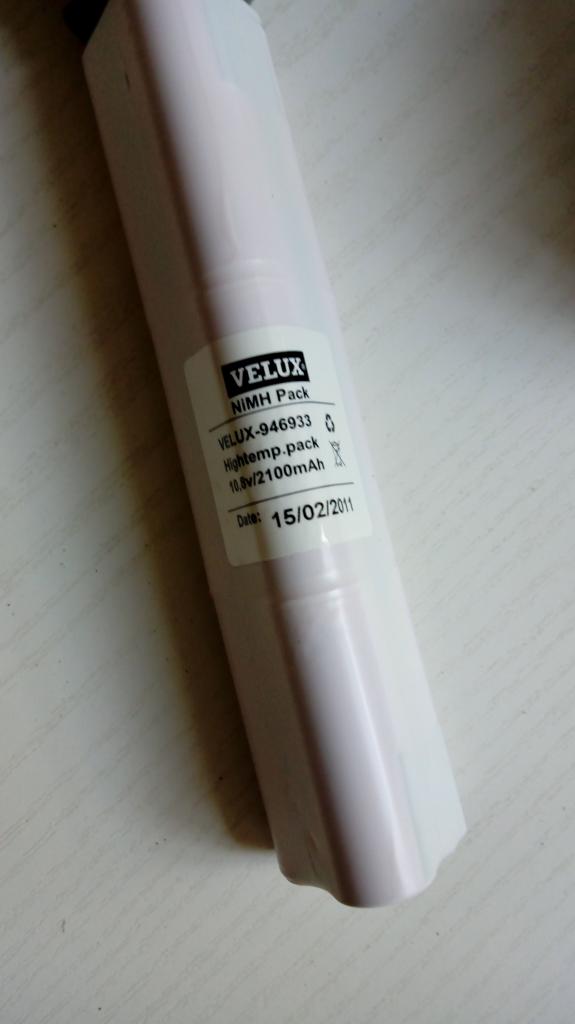 VELUX
NiMH Pack
VELUX-946933
Hightemp.pack
10,8v/2100mAh
Date: 15/02/2011